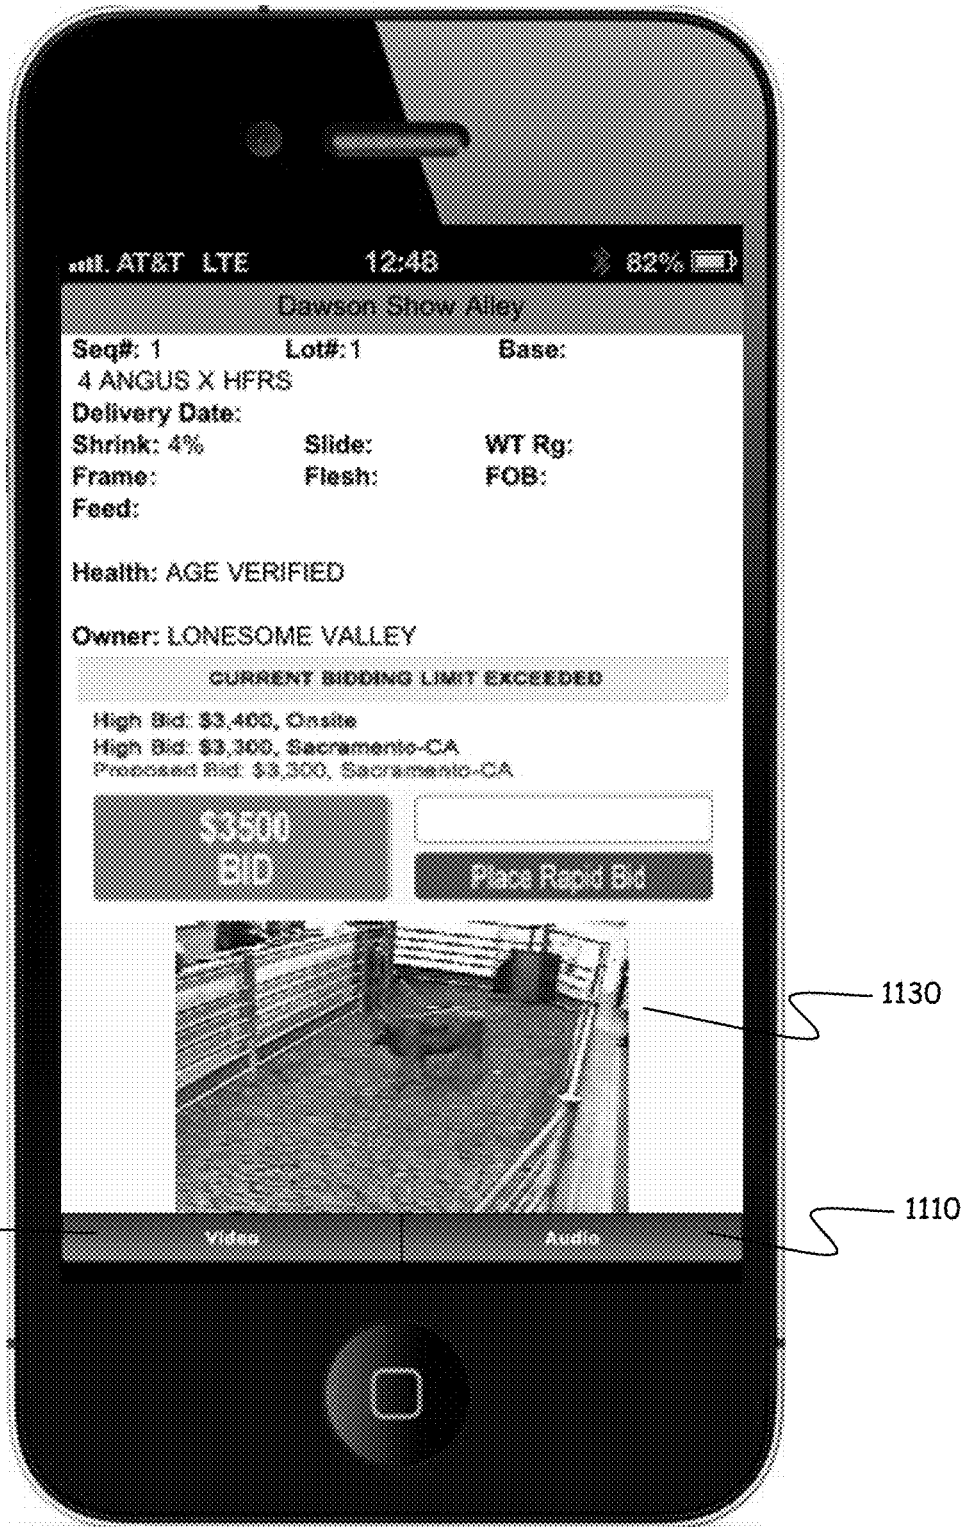 AT&T LTE 12:48 82%
Dawson Show Alley
Seq#: 1 Lot#:1 Base:
4 ANGUS X HFRS
Delivery Date:
Shrink: 4% Slide: WT Rg:
Frame: Flesh: FOB:
Feed:
Health: AGE VERIFIED
Owner: LONESOME VALLEY
CURRENT BIDDING LIMIT EXCEEDED
High Bid: $3,400, Onsite
High Bid: $3,300, Sacramento-CA
Proposed Bid: $3,300, Sacramento-CA
$3500
BID
Place Rapid Bid
1130
1110
Video Audio